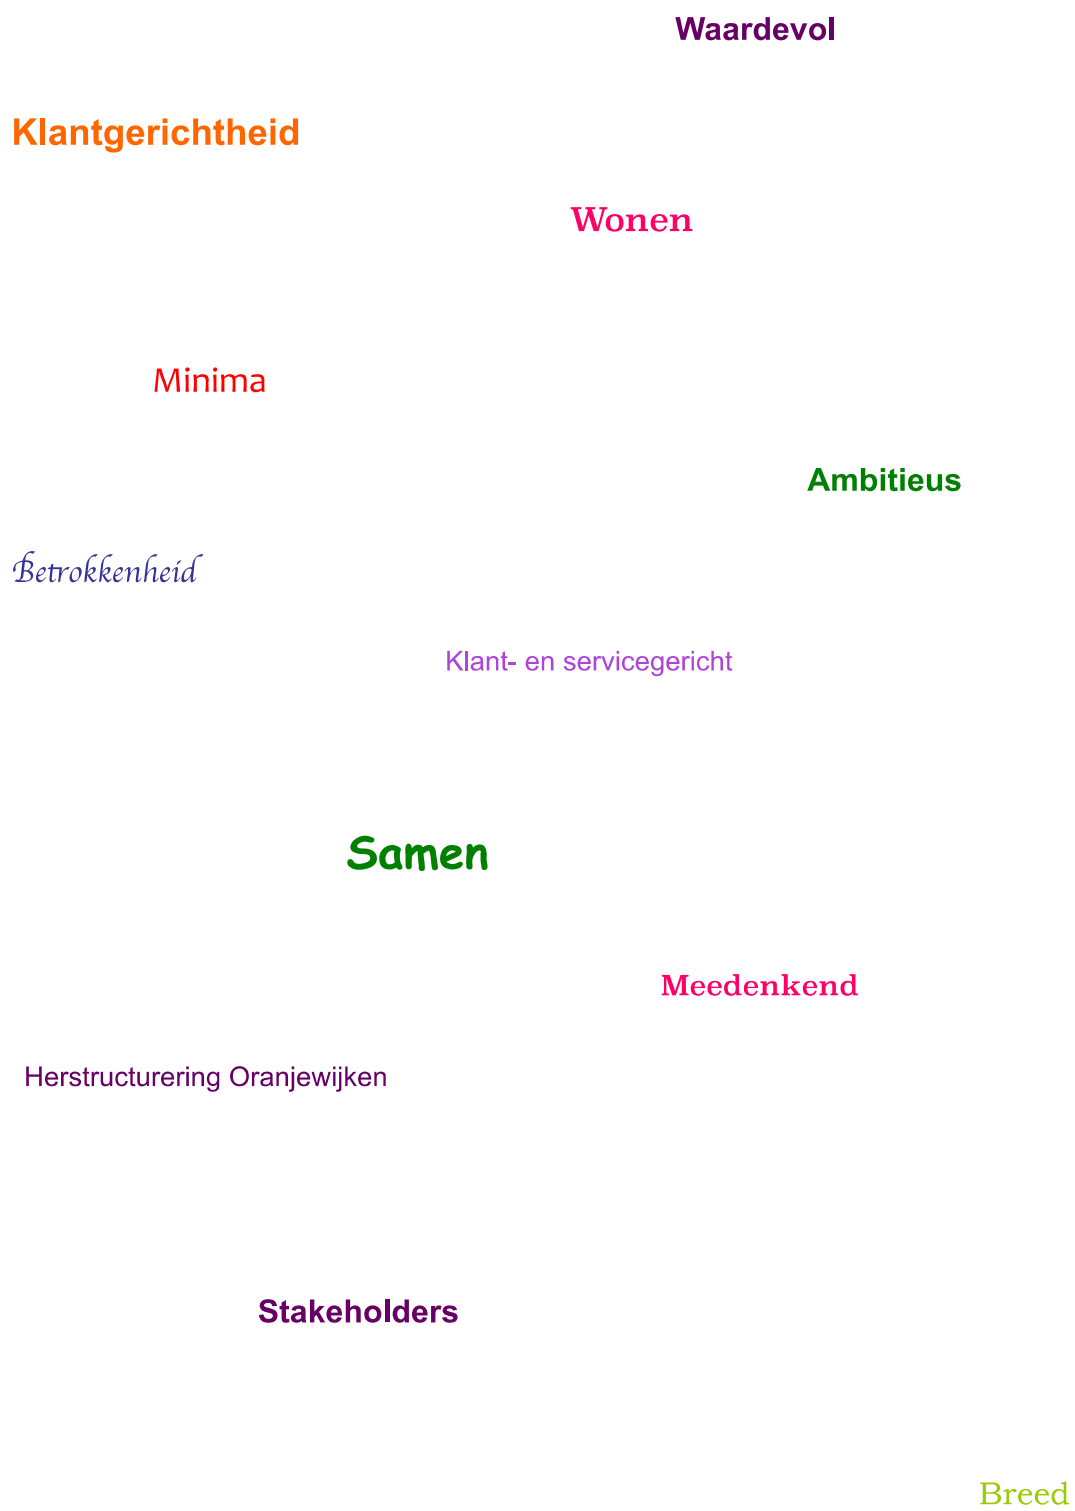 Waardevol
Klantgerichtheid
Wonen
Minima
Ambitieus
Betrokkenheid
Klant- en servicegericht
Samen
Meedenkend
Herstructurering Oranjewijken
Stakeholders
Breed